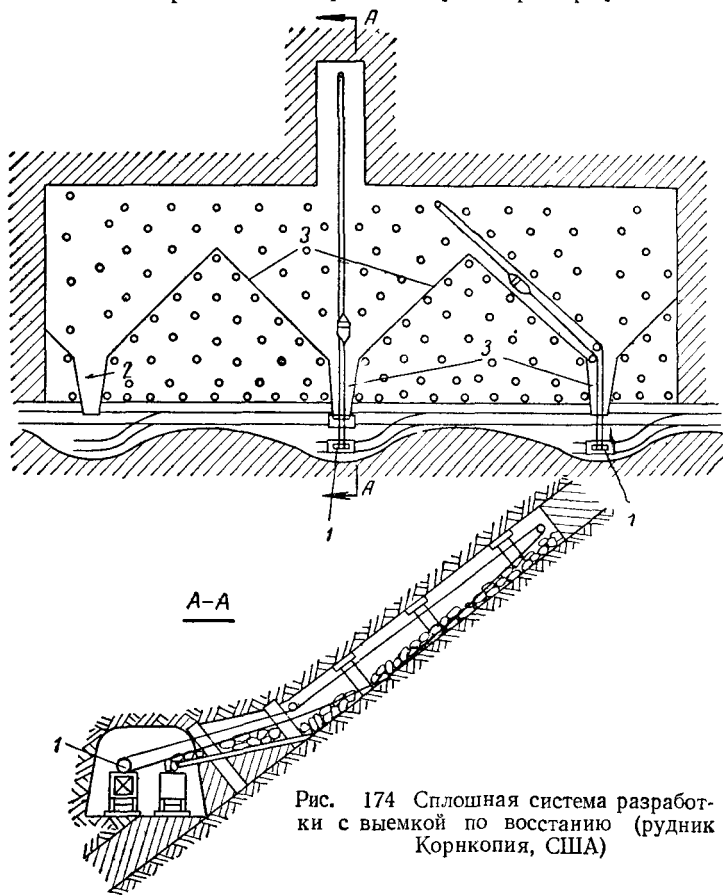 А
3
2
3
А
1
1
А-А
1
Рис. 174 Сплошная система разработ-
ки с выемкой по восстанию (рудник
Корнкопия, США)